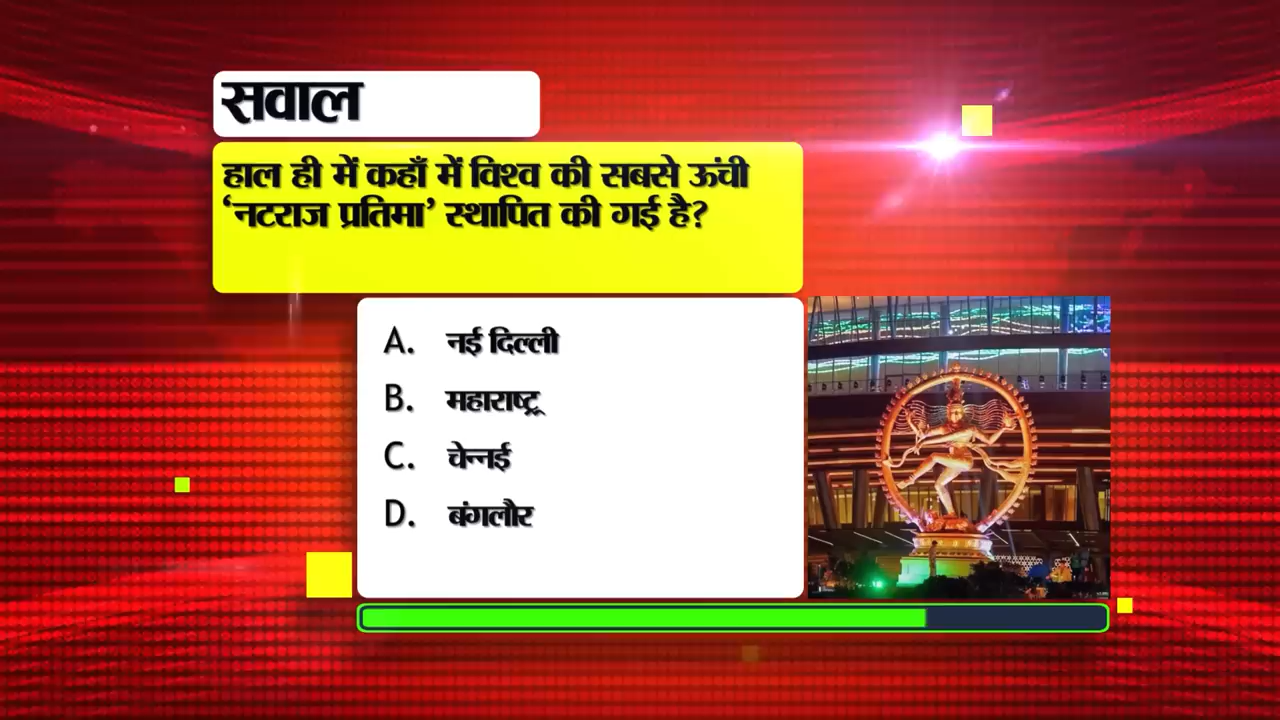 सवाल
हाल ही में कहाँ में विश्व की सबसे ऊंची
‘नटराज प्रतिमा’ स्थापित की गई है?
A. नई दिल्ली
B. महाराष्ट्र
C. चेन्नई
D. बंगलौर